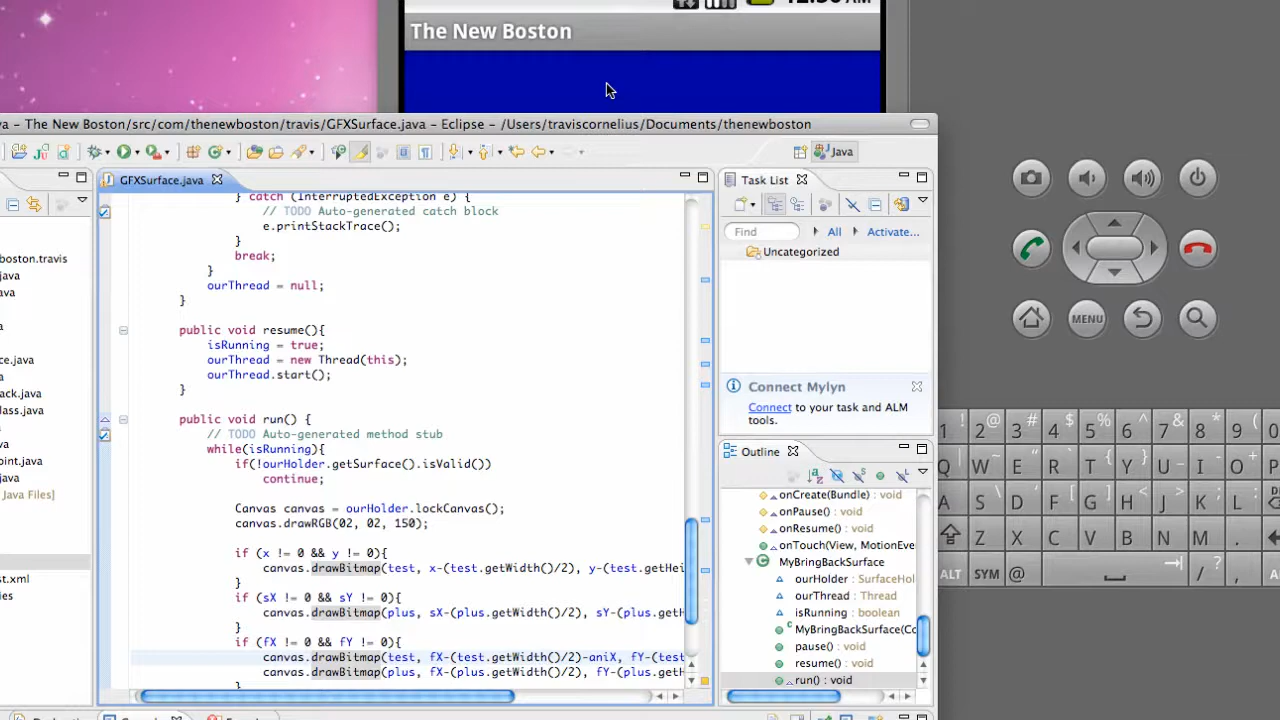 The New Boston
a - The New Boston/src/com/thenewboston/travis/GFXSurface.java - Eclipse - /Users/traviscornelius/Documents/thenewboston
Java
GFXSurface.java
Task List
} catch (InterruptedException e) {
// TODO Auto-generated catch block
e.printStackTrace();
}
break;
}
ourThread = null;
}
public void resume(){
isRunning = true;
ourThread = new Thread(this);
ourThread.start();
}
public void run() {
// TODO Auto-generated method stub
while(isRunning){
if(!ourHolder.getSurface().isValid())
continue;
Canvas canvas = ourHolder.lockCanvas();
canvas.drawRGB(02, 02, 150);
if (x != 0 && y != 0){
canvas.drawBitmap(test, x-(test.getWidth()/2), y-(test.getHei
}
if (sX != 0 && sY != 0){
canvas.drawBitmap(plus, sX-(plus.getWidth()/2), sY-(plus.getH
}
if (fX != 0 && fY != 0){
canvas.drawBitmap(test, fX-(test.getWidth()/2)-aniX, fY-(test
canvas.drawBitmap(plus, fX-(plus.getWidth()/2), fY-(plus.getH
}
Find
All
Activate...
Uncategorized
Connect Mylyn
Connect to your task and ALM
tools.
Outline
onCreate(Bundle) : void
onPause() : void
onResume() : void
onTouch(View, MotionEve
MyBringBackSurface
ourHolder : SurfaceHol
ourThread : Thread
isRunning : boolean
MyBringBackSurface(Co
pause() : void
resume() : void
run() : void
boston.travis
java
va
ce.java
ack.java
lass.java
va
oint.java
java
Java Files]
st.xml
es
MENU
1 ! 2 @ 3 # 4 $ 5 % 6 ^ 7 & 8 * 9 ( 0
Q W E R T Y U I O P
A S D F G H J K L
Z X C V B N M .
ALT SYM @ / ? ,